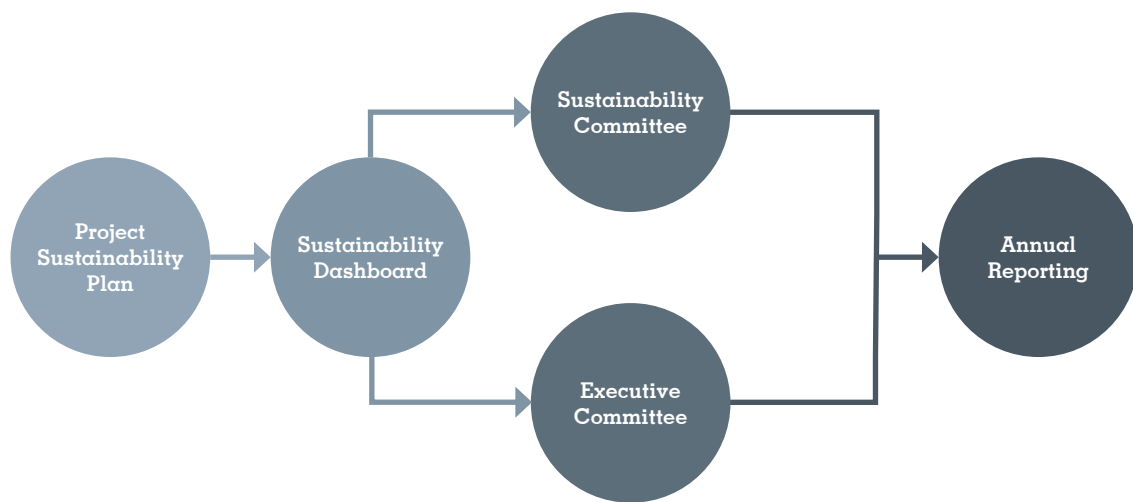 Project
Sustainability
Plan
Sustainability
Dashboard
Sustainability
Committee
Executive
Committee
Annual
Reporting